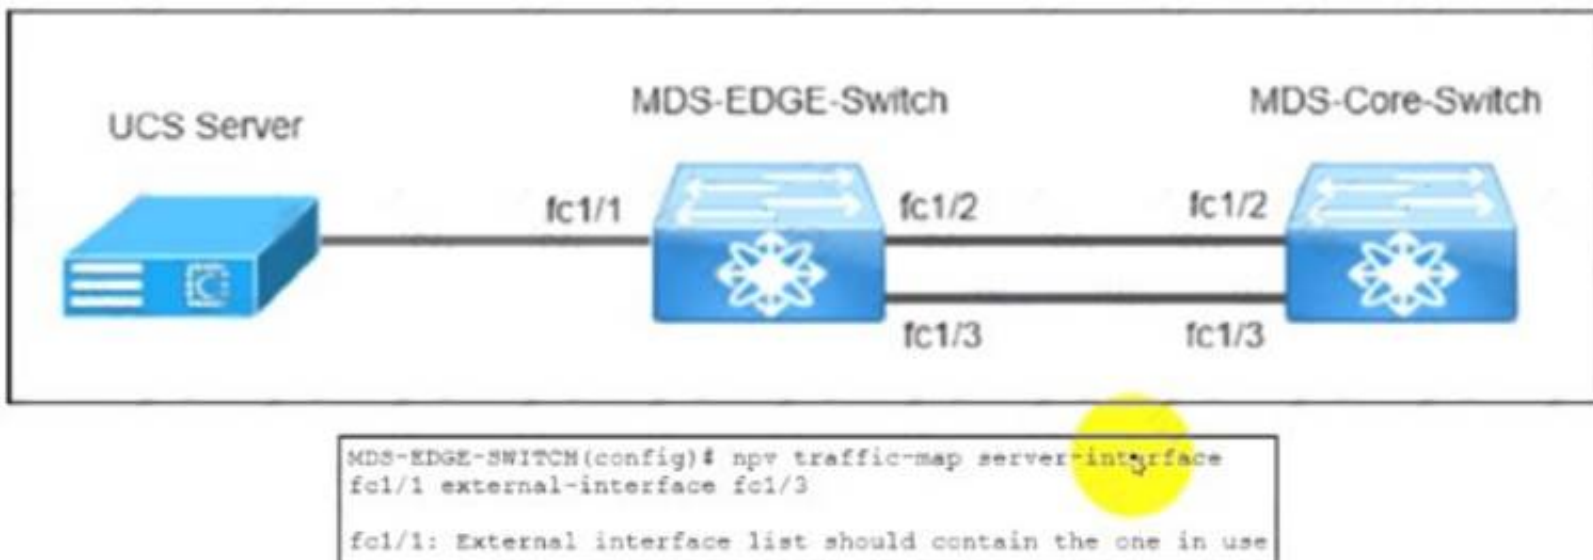 MDS-EDGE-Switch
MDS-Core-Switch
UCS Server
fc1/1
fc1/2
fc1/2
fc1/3
fc1/3
MDS-EDGE-SWITCH(config)# npv traffic-map server-interface
fc1/1 external-interface fc1/3
fc1/1: External interface list should contain the one in use